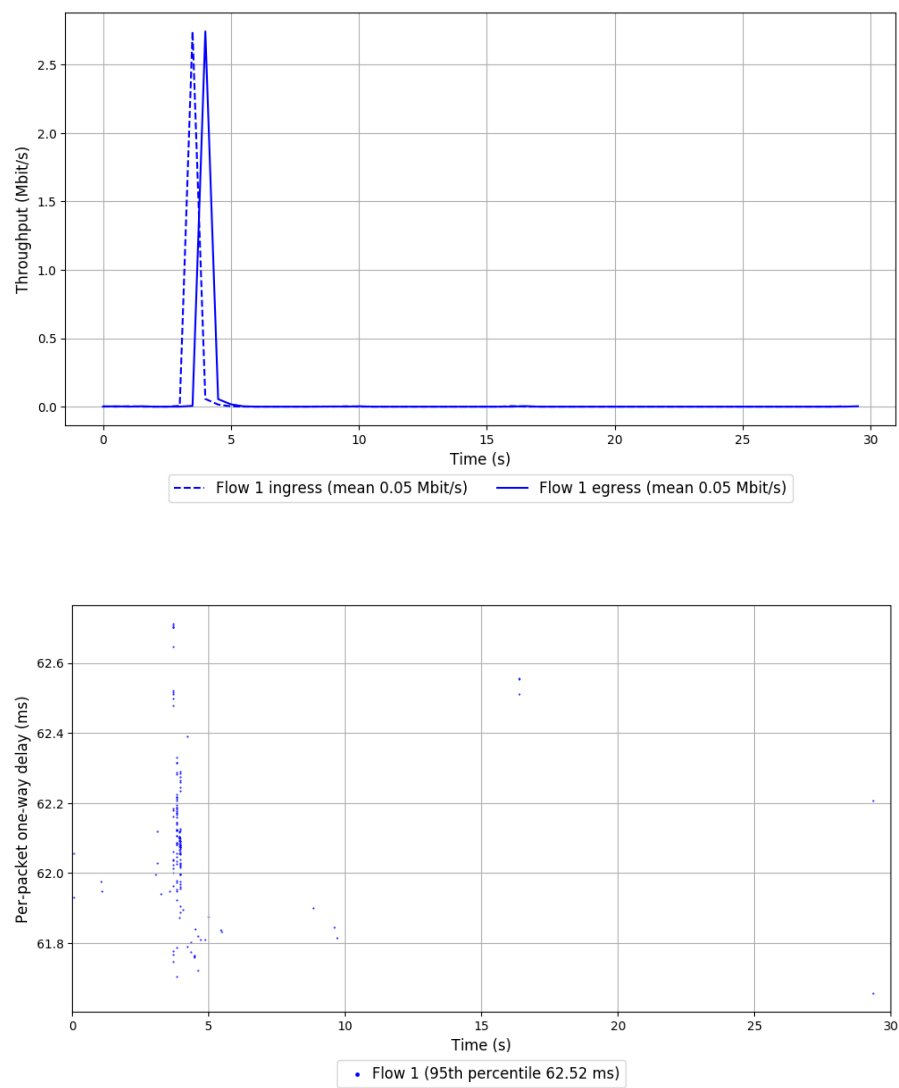 Throughput (Mbit/s)
2.5
2.0
1.5
1.0
0.5
0.0
0 5 10 15 20 25 30
Time (s)
Flow 1 ingress (mean 0.05 Mbit/s) Flow 1 egress (mean 0.05 Mbit/s)
Per-packet one-way delay (ms)
62.6
62.4
62.2
62.0
61.8
0 5 10 15 20 25 30
Time (s)
Flow 1 (95th percentile 62.52 ms)